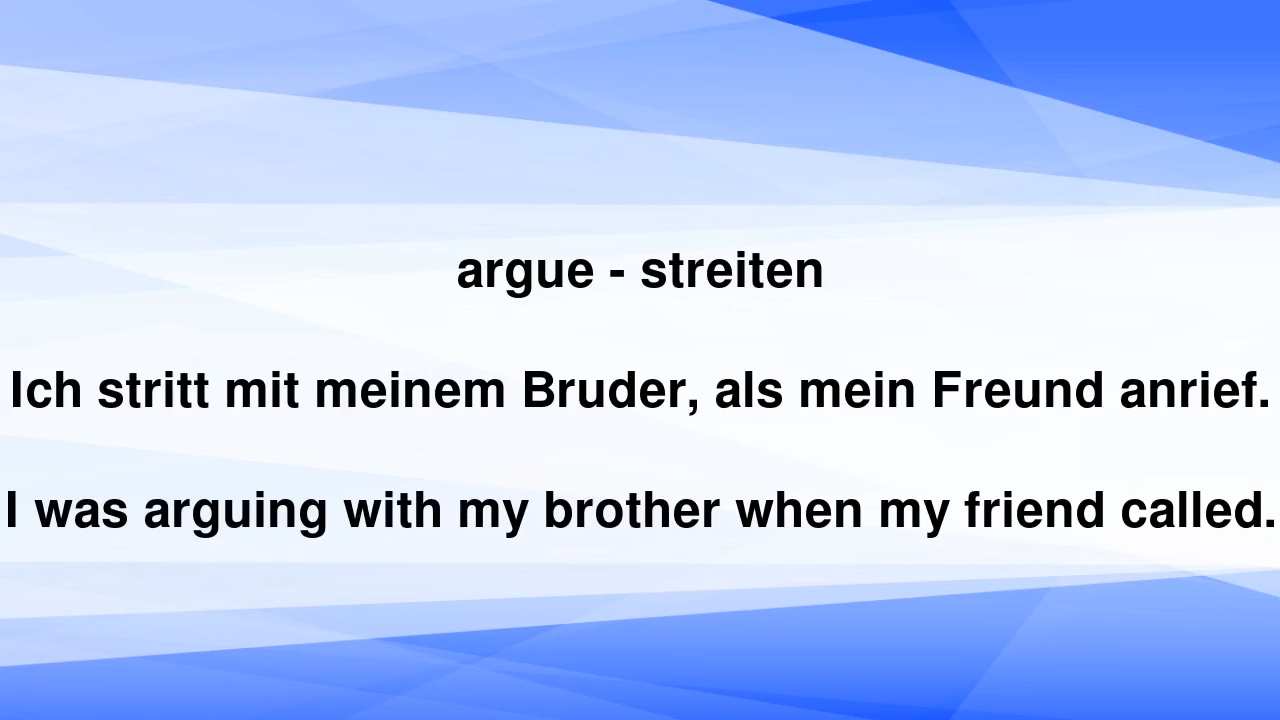 argue - streiten
Ich stritt mit meinem Bruder, als mein Freund anrief.
I was arguing with my brother when my friend called.